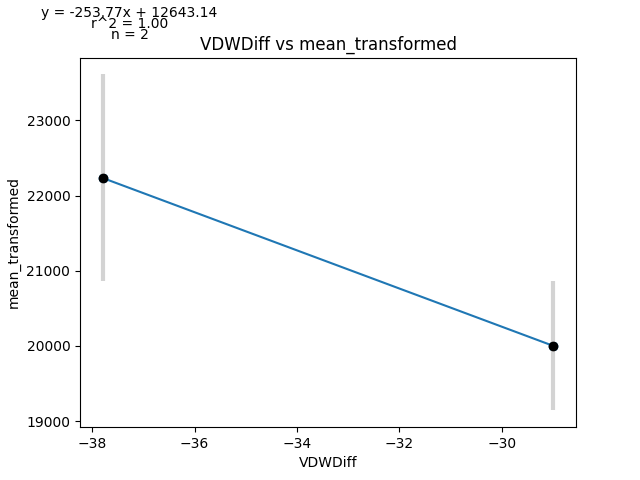 y = -253.77x + 12643.14
r^2 = 1.00
n = 2
VDWDiff vs mean_transformed
mean_transformed
23000
22000
21000
20000
19000
−38
−36
−34
−32
−30
VDWDiff